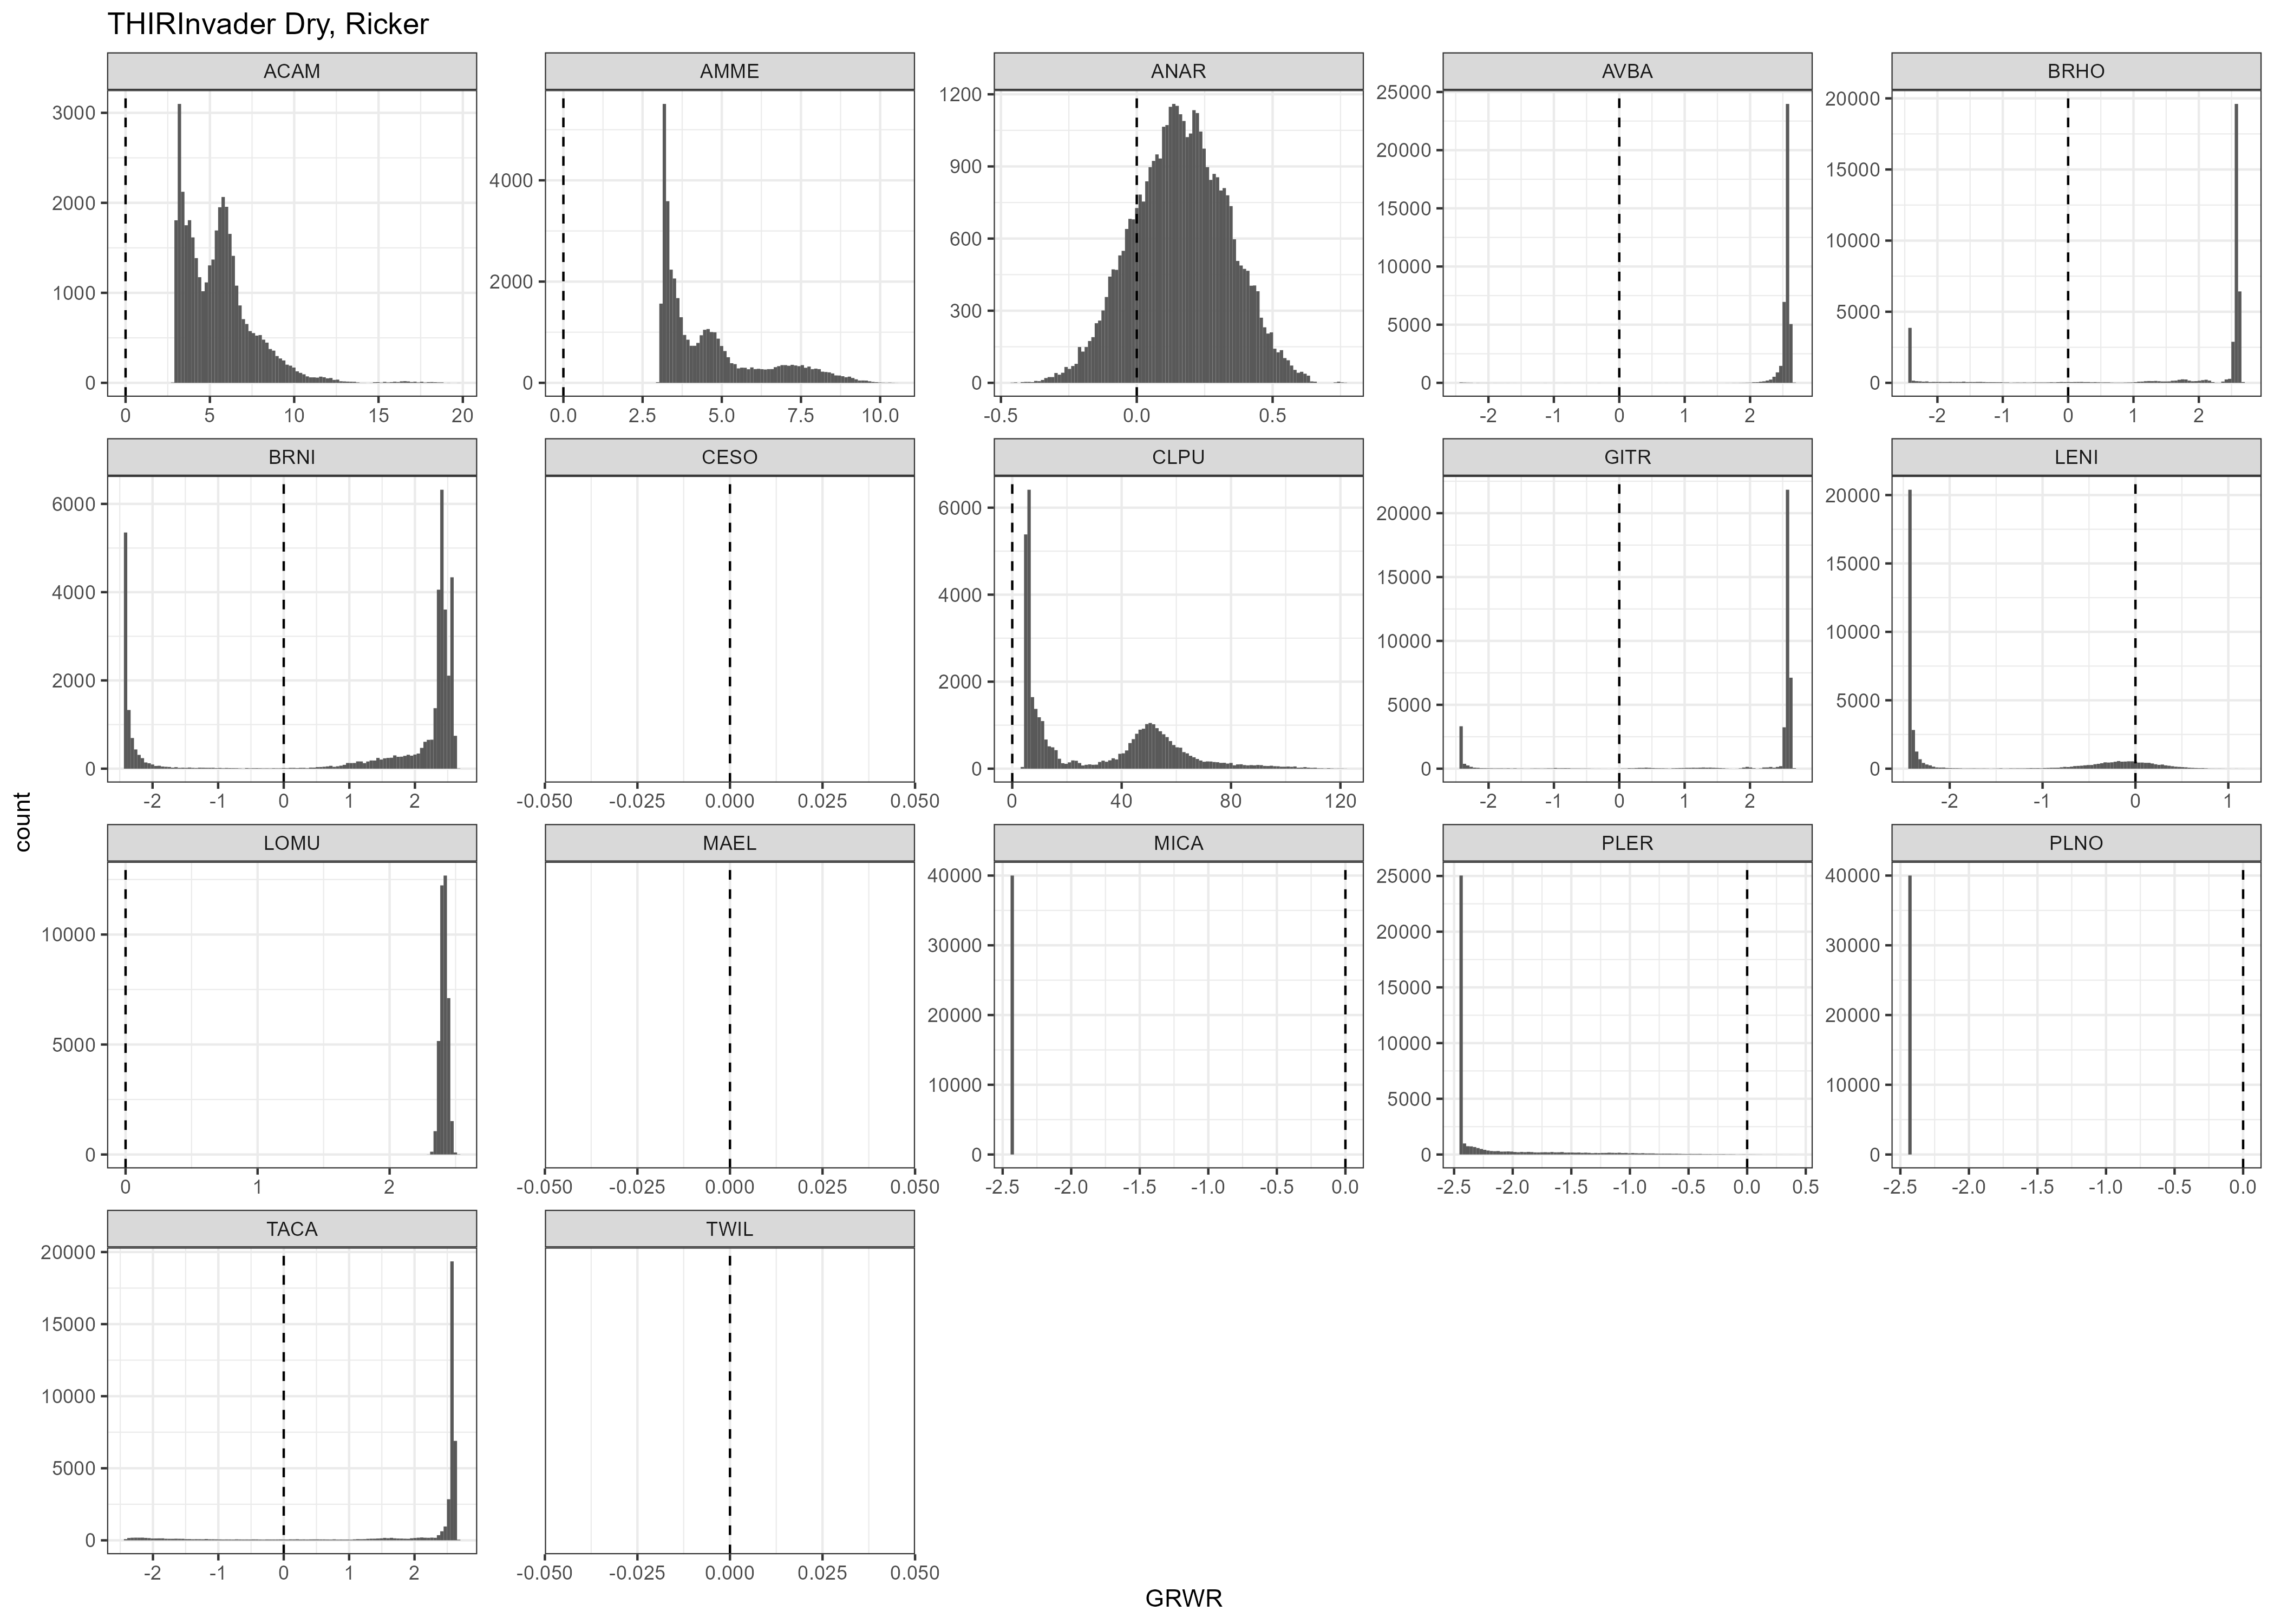 THIRInvader Dry, Ricker
ACAM AMME ANAR AVBA BRHO
3000
2000
1000
0
4000
2000
0
1200
900
600
300
0
25000
20000
15000
10000
5000
0
20000
15000
10000
5000
0
0 5 10 15 20
0.0 2.5 5.0 7.5 10.0
-0.5 0.0 0.5
-2 -1 0 1 2
-2 -1 0 1 2
BRNI CESO CLPU GITR LENI
6000
4000
2000
0
6000
4000
2000
0
20000
15000
10000
5000
0
20000
15000
10000
5000
0
-2 -1 0 1 2
-0.050 -0.025 0.000 0.025 0.050
0 40 80 120
-2 -1 0 1 2
-2 -1 0 1
count
LOMU MAEL MICA PLER PLNO
10000
5000
0
40000
30000
20000
10000
0
25000
20000
15000
10000
5000
0
40000
30000
20000
10000
0
0 1 2
-0.050 -0.025 0.000 0.025 0.050
-2.5 -2.0 -1.5 -1.0 -0.5 0.0
-2.5 -2.0 -1.5 -1.0 -0.5 0.0 0.5
-2.5 -2.0 -1.5 -1.0 -0.5 0.0
TACA TWIL
20000
15000
10000
5000
0
-2 -1 0 1 2
-0.050 -0.025 0.000 0.025 0.050
GRWR